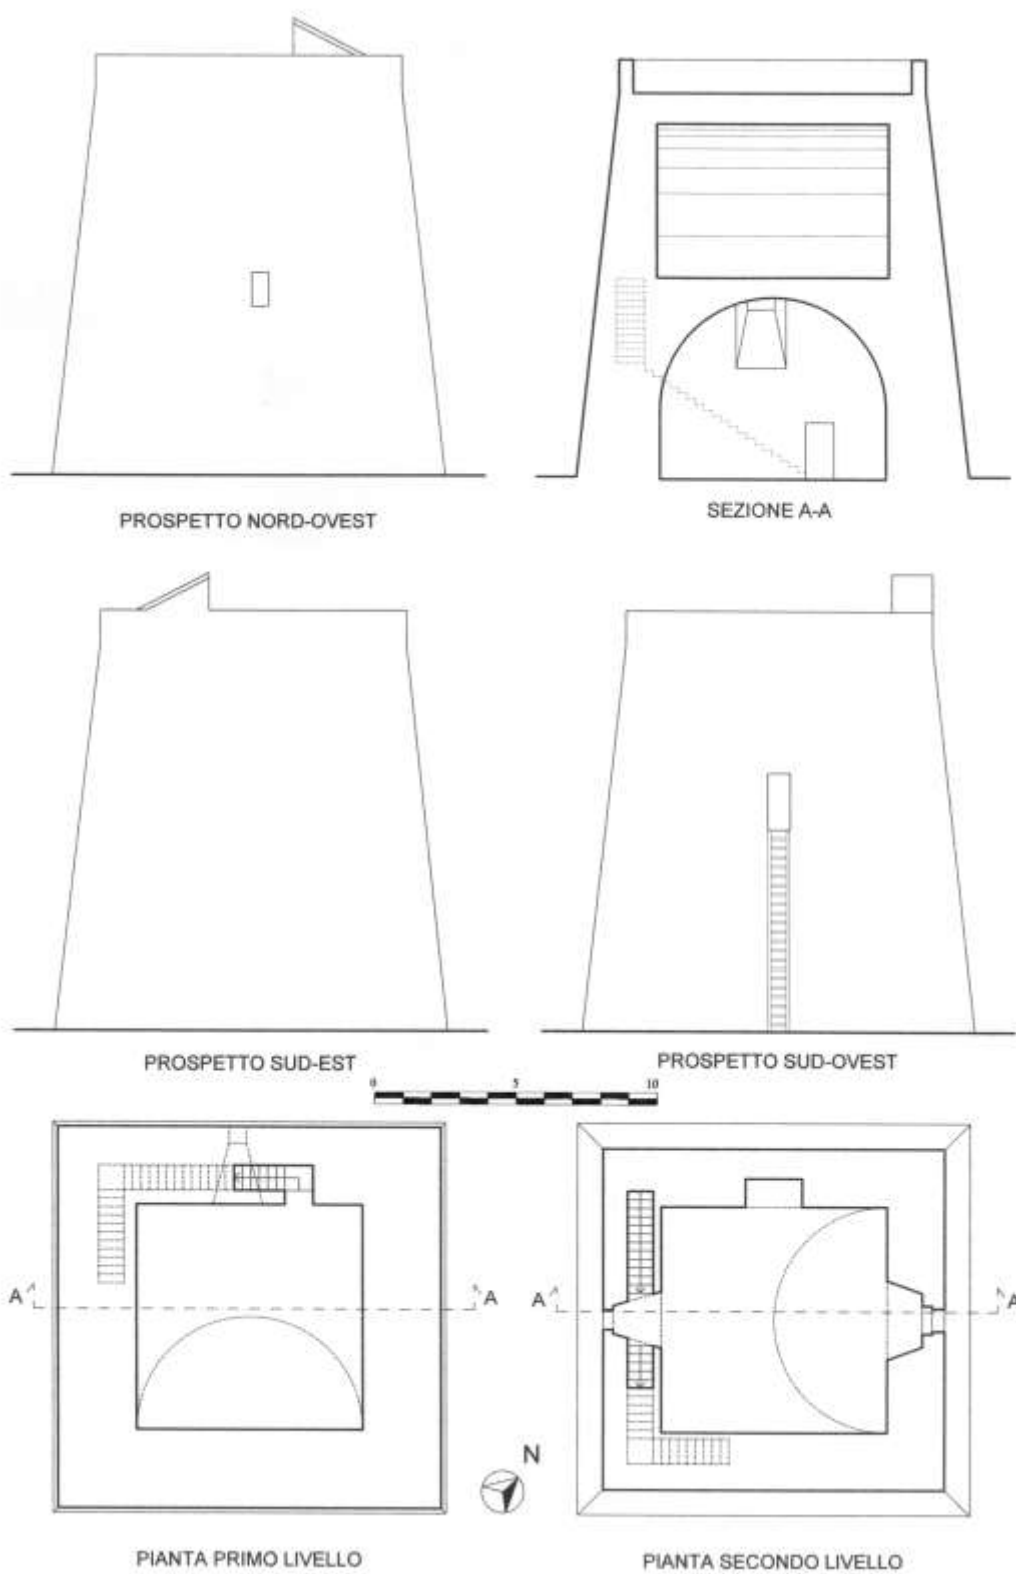 PROSPETTO NORD-OVEST
SEZIONE A-A
PROSPETTO SUD-EST
PROSPETTO SUD-OVEST
0 5 10
A A
A A
N
PIANTA PRIMO LIVELLO
PIANTA SECONDO LIVELLO